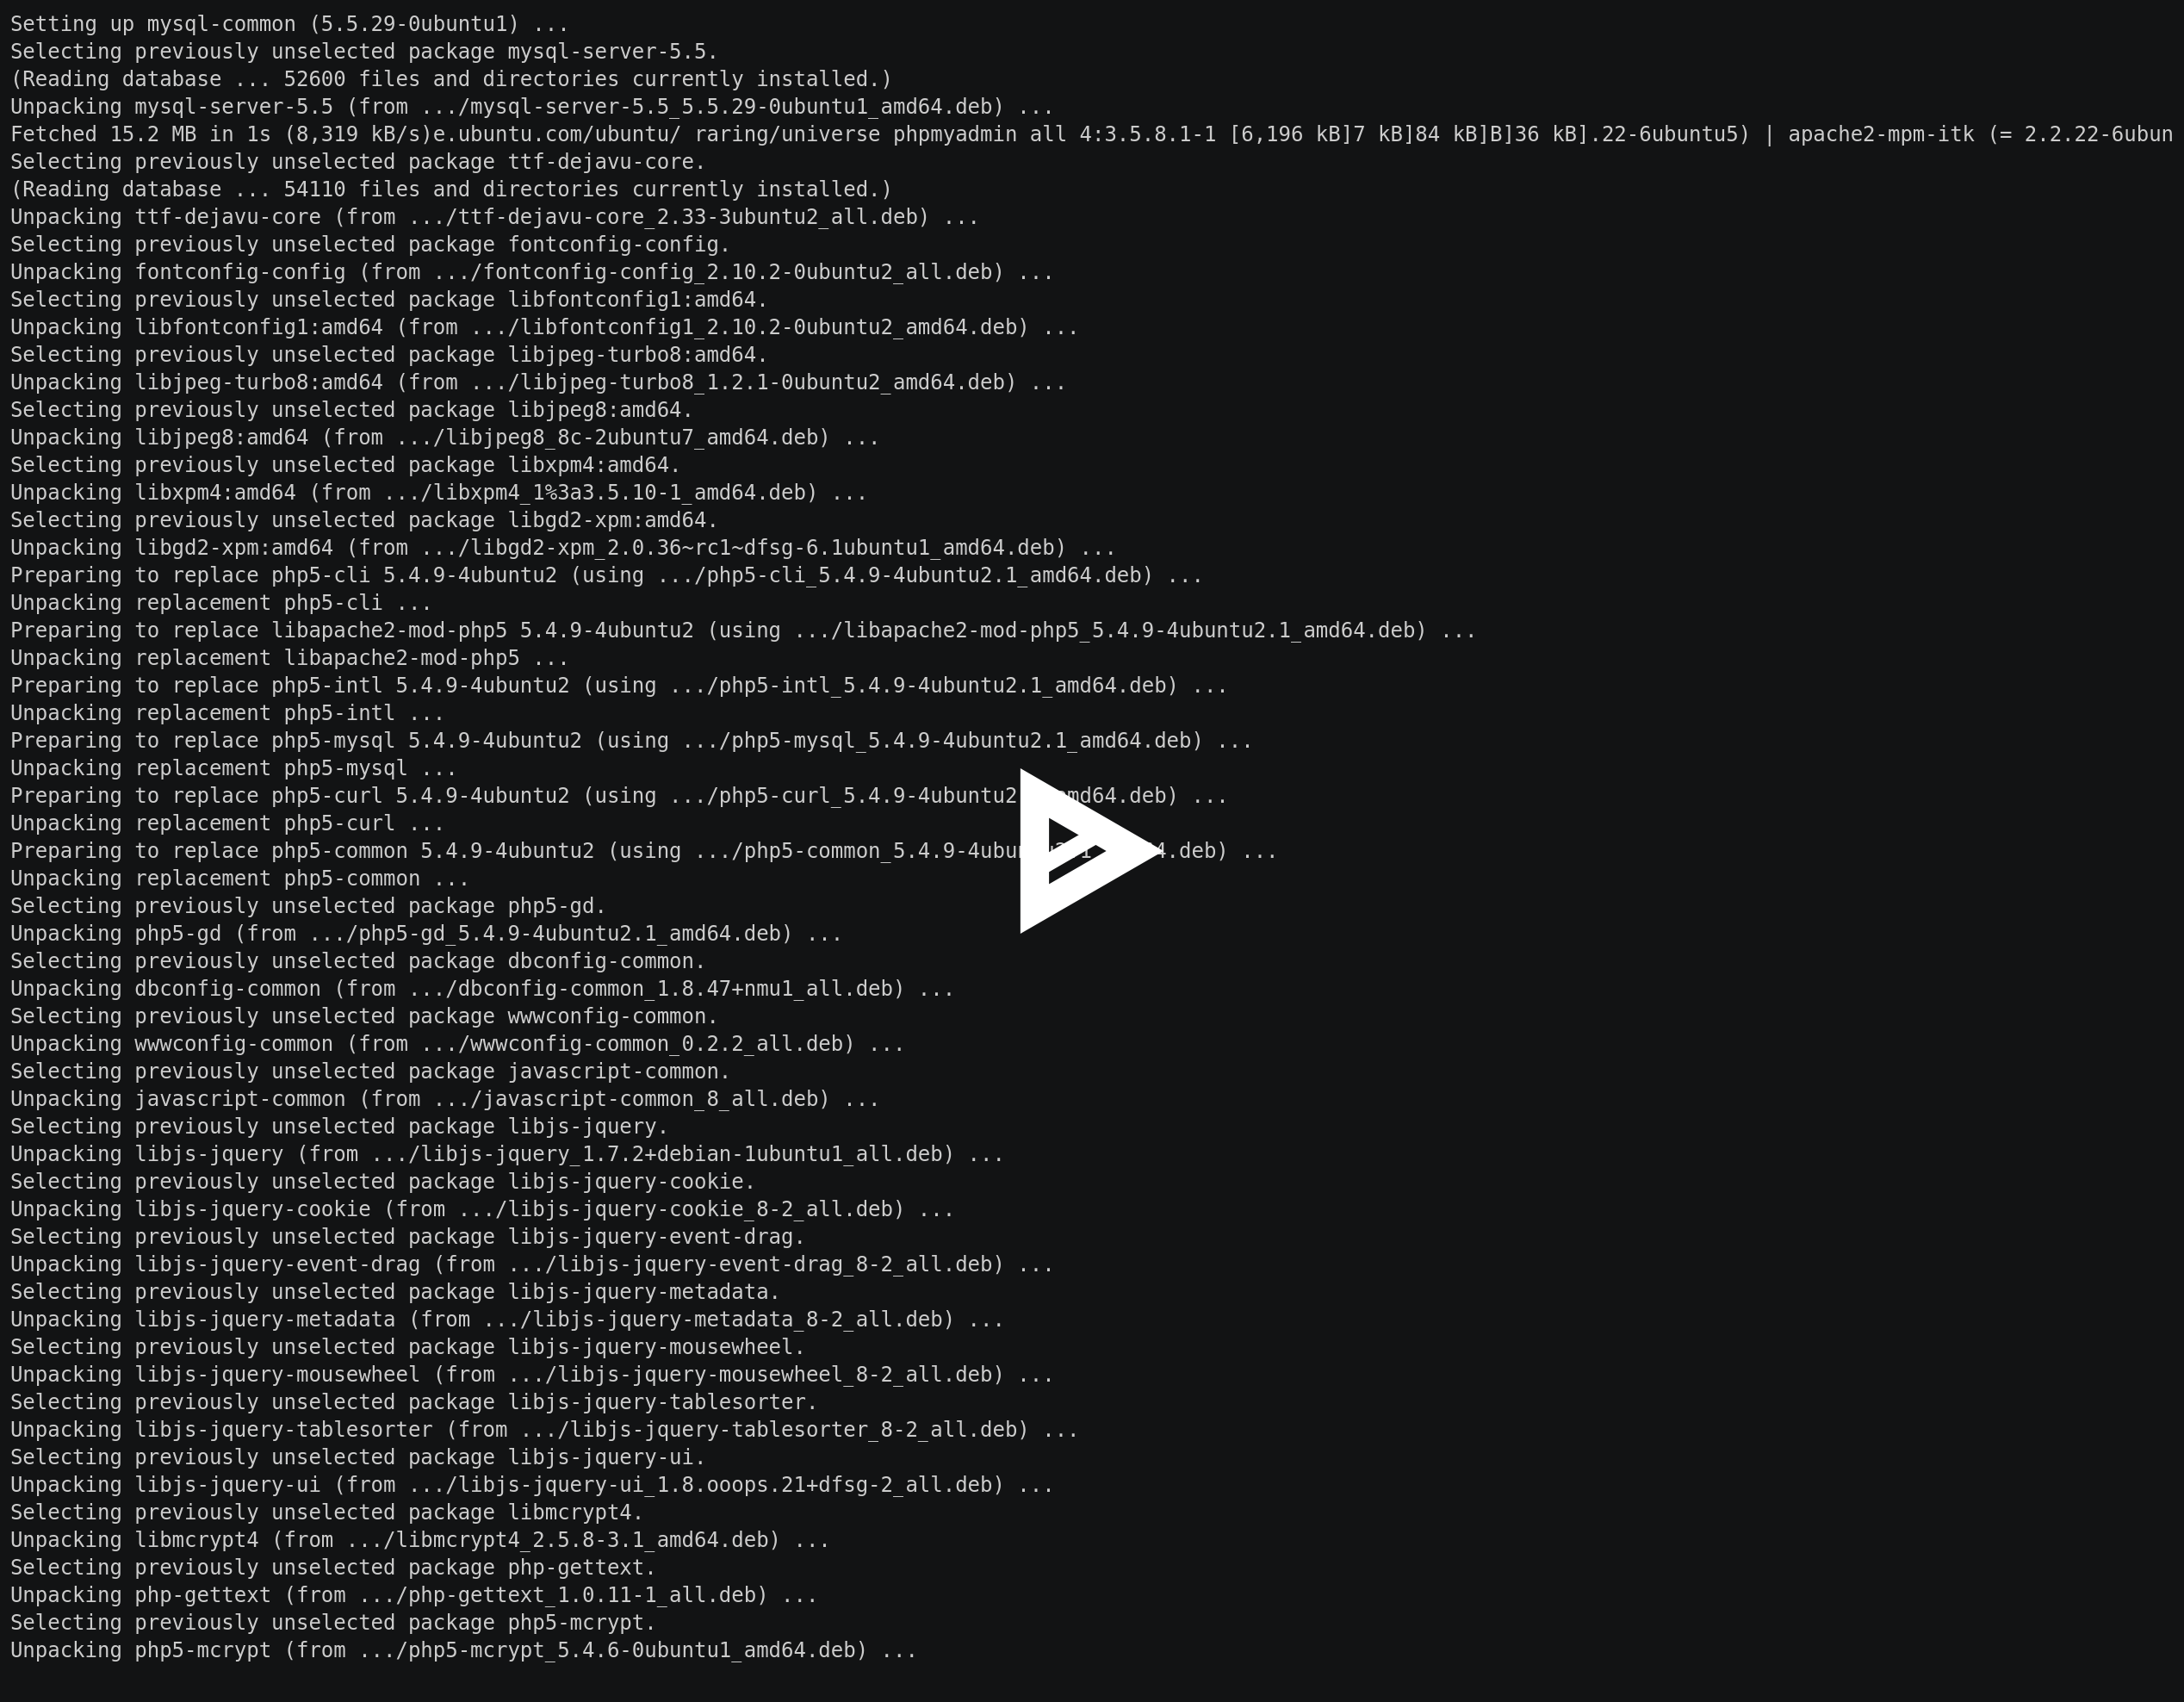 Setting up mysql-common (5.5.29-0ubuntu1) ...
Selecting previously unselected package mysql-server-5.5.
(Reading database ... 52600 files and directories currently installed.)
Unpacking mysql-server-5.5 (from .../mysql-server-5.5_5.5.29-0ubuntu1_amd64.deb) ...
Fetched 15.2 MB in 1s (8,319 kB/s)e.ubuntu.com/ubuntu/ raring/universe phpmyadmin all 4:3.5.8.1-1 [6,196 kB]7 kB]84 kB]B]36 kB].22-6ubuntu5) | apache2-mpm-itk (= 2.2.22-6ubun
Selecting previously unselected package ttf-dejavu-core.
(Reading database ... 54110 files and directories currently installed.)
Unpacking ttf-dejavu-core (from .../ttf-dejavu-core_2.33-3ubuntu2_all.deb) ...
Selecting previously unselected package fontconfig-config.
Unpacking fontconfig-config (from .../fontconfig-config_2.10.2-0ubuntu2_all.deb) ...
Selecting previously unselected package libfontconfig1:amd64.
Unpacking libfontconfig1:amd64 (from .../libfontconfig1_2.10.2-0ubuntu2_amd64.deb) ...
Selecting previously unselected package libjpeg-turbo8:amd64.
Unpacking libjpeg-turbo8:amd64 (from .../libjpeg-turbo8_1.2.1-0ubuntu2_amd64.deb) ...
Selecting previously unselected package libjpeg8:amd64.
Unpacking libjpeg8:amd64 (from .../libjpeg8_8c-2ubuntu7_amd64.deb) ...
Selecting previously unselected package libxpm4:amd64.
Unpacking libxpm4:amd64 (from .../libxpm4_1%3a3.5.10-1_amd64.deb) ...
Selecting previously unselected package libgd2-xpm:amd64.
Unpacking libgd2-xpm:amd64 (from .../libgd2-xpm_2.0.36~rc1~dfsg-6.1ubuntu1_amd64.deb) ...
Preparing to replace php5-cli 5.4.9-4ubuntu2 (using .../php5-cli_5.4.9-4ubuntu2.1_amd64.deb) ...
Unpacking replacement php5-cli ...
Preparing to replace libapache2-mod-php5 5.4.9-4ubuntu2 (using .../libapache2-mod-php5_5.4.9-4ubuntu2.1_amd64.deb) ...
Unpacking replacement libapache2-mod-php5 ...
Preparing to replace php5-intl 5.4.9-4ubuntu2 (using .../php5-intl_5.4.9-4ubuntu2.1_amd64.deb) ...
Unpacking replacement php5-intl ...
Preparing to replace php5-mysql 5.4.9-4ubuntu2 (using .../php5-mysql_5.4.9-4ubuntu2.1_amd64.deb) ...
Unpacking replacement php5-mysql ...
Preparing to replace php5-curl 5.4.9-4ubuntu2 (using ...
Unpacking replacement php5-curl ...
Preparing to replace php5-common 5.4.9-4ubuntu2 (using ...
Unpacking replacement php5-common ...
Selecting previously unselected package php5-gd.
Unpacking php5-gd (from .../php5-gd_5.4.9-4ubuntu2.1_amd64.deb) ...
Selecting previously unselected package dbconfig-common.
Unpacking dbconfig-common (from .../dbconfig-common_1.8.47+nmu1_all.deb) ...
Selecting previously unselected package wwwconfig-common.
Unpacking wwwconfig-common (from .../wwwconfig-common_0.2.2_all.deb) ...
Selecting previously unselected package javascript-common.
Unpacking javascript-common (from .../javascript-common_8_all.deb) ...
Selecting previously unselected package libjs-jquery.
Unpacking libjs-jquery (from .../libjs-jquery_1.7.2+debian-1ubuntu1_all.deb) ...
Selecting previously unselected package libjs-jquery-cookie.
Unpacking libjs-jquery-cookie (from .../libjs-jquery-cookie_8-2_all.deb) ...
Selecting previously unselected package libjs-jquery-event-drag.
Unpacking libjs-jquery-event-drag (from .../libjs-jquery-event-drag_8-2_all.deb) ...
Selecting previously unselected package libjs-jquery-metadata.
Unpacking libjs-jquery-metadata (from .../libjs-jquery-metadata_8-2_all.deb) ...
Selecting previously unselected package libjs-jquery-mousewheel.
Unpacking libjs-jquery-mousewheel (from .../libjs-jquery-mousewheel_8-2_all.deb) ...
Selecting previously unselected package libjs-jquery-tablesorter.
Unpacking libjs-jquery-tablesorter (from .../libjs-jquery-tablesorter_8-2_all.deb) ...
Selecting previously unselected package libjs-jquery-ui.
Unpacking libjs-jquery-ui (from .../libjs-jquery-ui_1.8.ooops.21+dfsg-2_all.deb) ...
Selecting previously unselected package libmcrypt4.
Unpacking libmcrypt4 (from .../libmcrypt4_2.5.8-3.1_amd64.deb) ...
Selecting previously unselected package php-gettext.
Unpacking php-gettext (from .../php-gettext_1.0.11-1_all.deb) ...
Selecting previously unselected package php5-mcrypt.
Unpacking php5-mcrypt (from .../php5-mcrypt_5.4.6-0ubuntu1_amd64.deb) ...